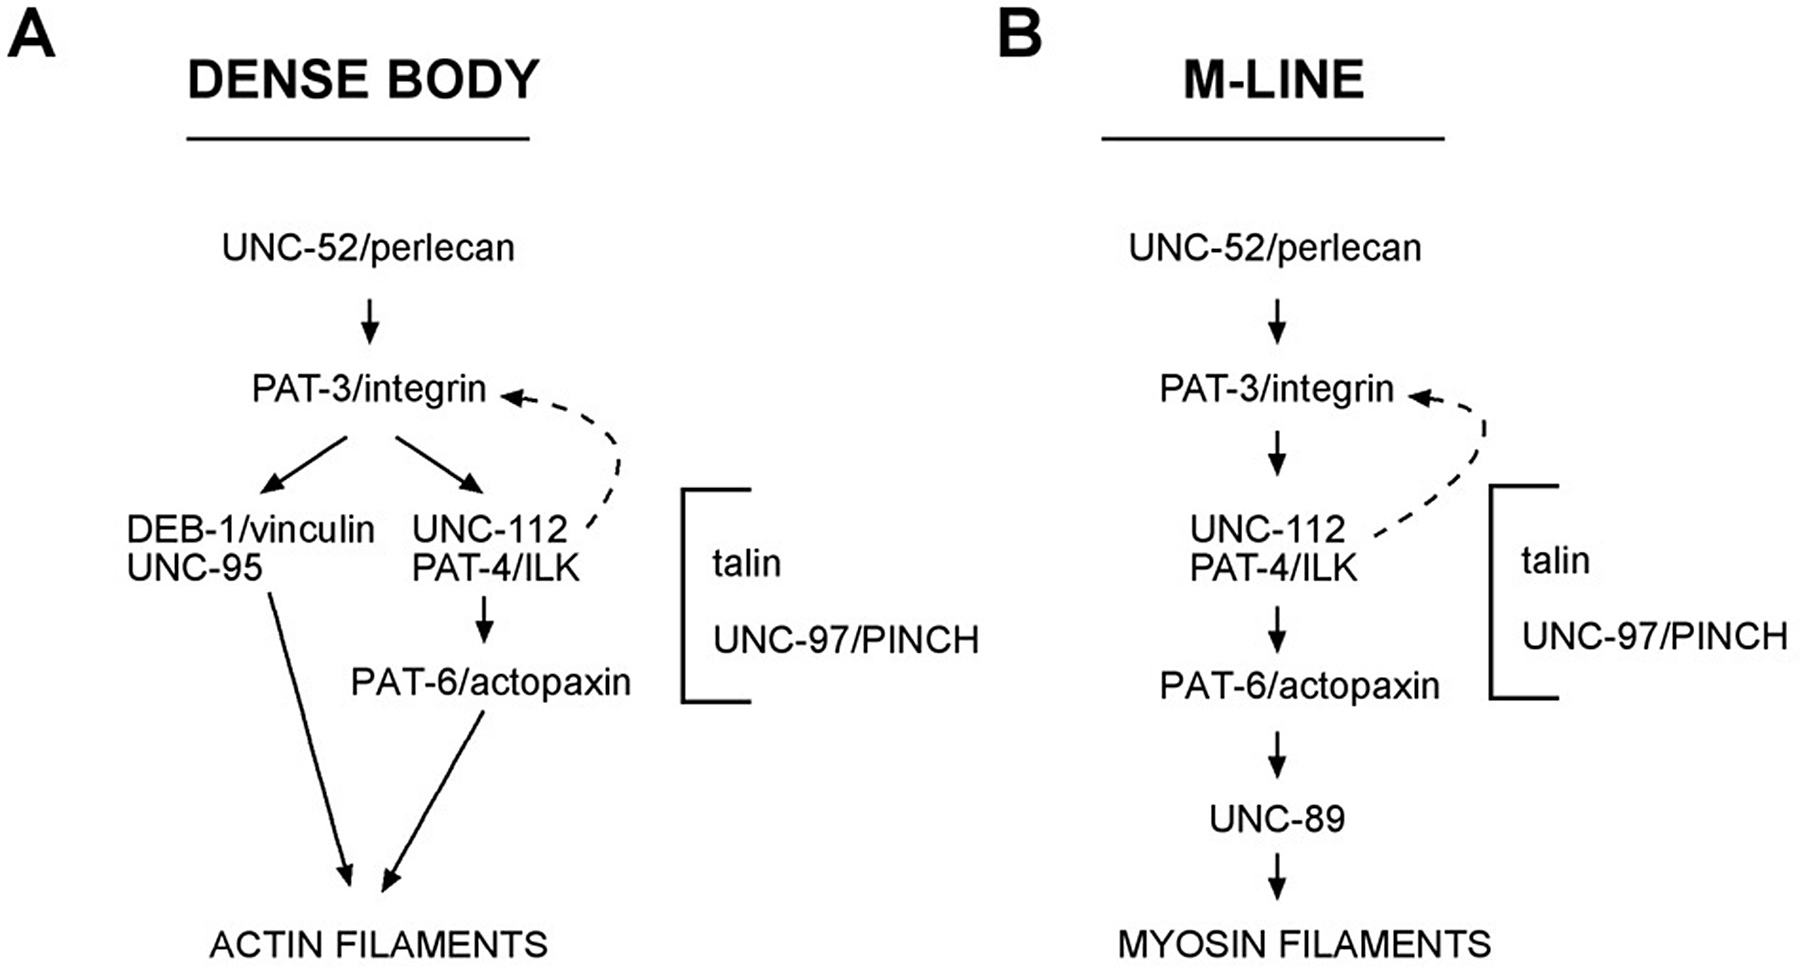 A
DENSE BODY
UNC-52/perlecan
PAT-3/integrin
DEB-1/vinculin
UNC-95
UNC-112
PAT-4/ILK
PAT-6/actopaxin
talin
UNC-97/PINCH
ACTIN FILAMENTS
B
M-LINE
UNC-52/perlecan
PAT-3/integrin
UNC-112
PAT-4/ILK
PAT-6/actopaxin
talin
UNC-97/PINCH
UNC-89
MYOSIN FILAMENTS